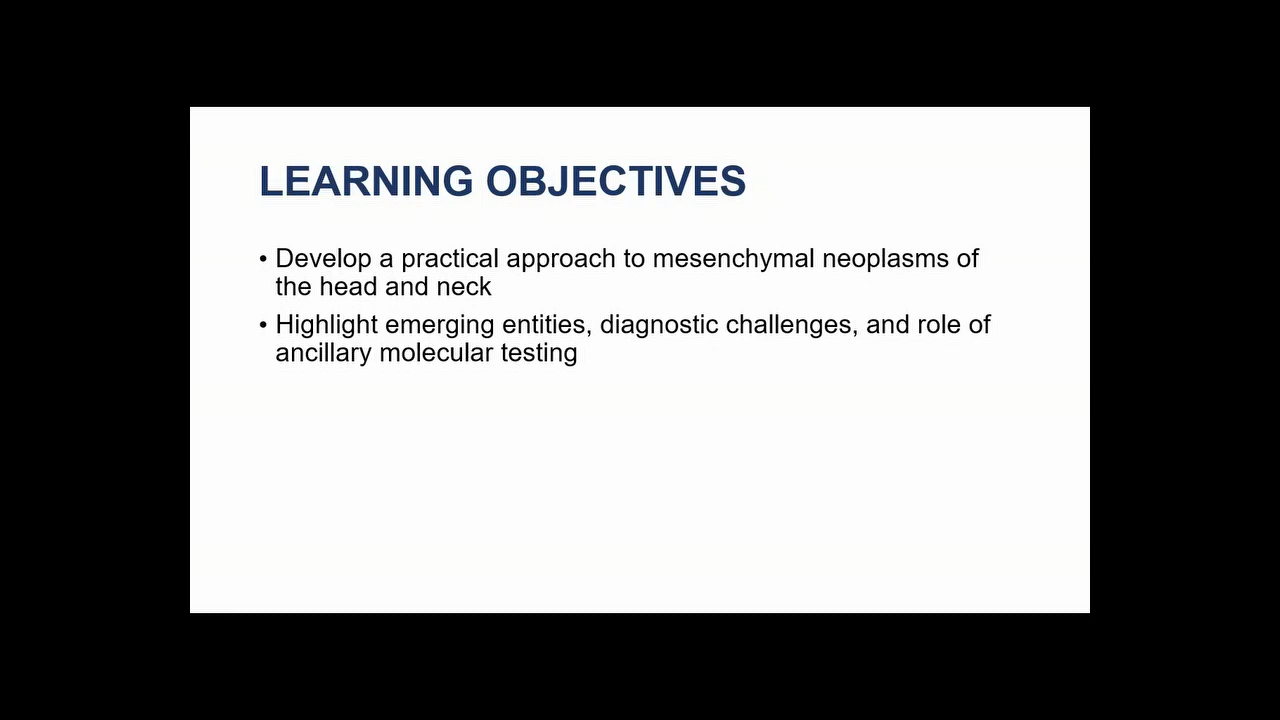 LEARNING OBJECTIVES
• Develop a practical approach to mesenchymal neoplasms of
the head and neck
• Highlight emerging entities, diagnostic challenges, and role of
ancillary molecular testing